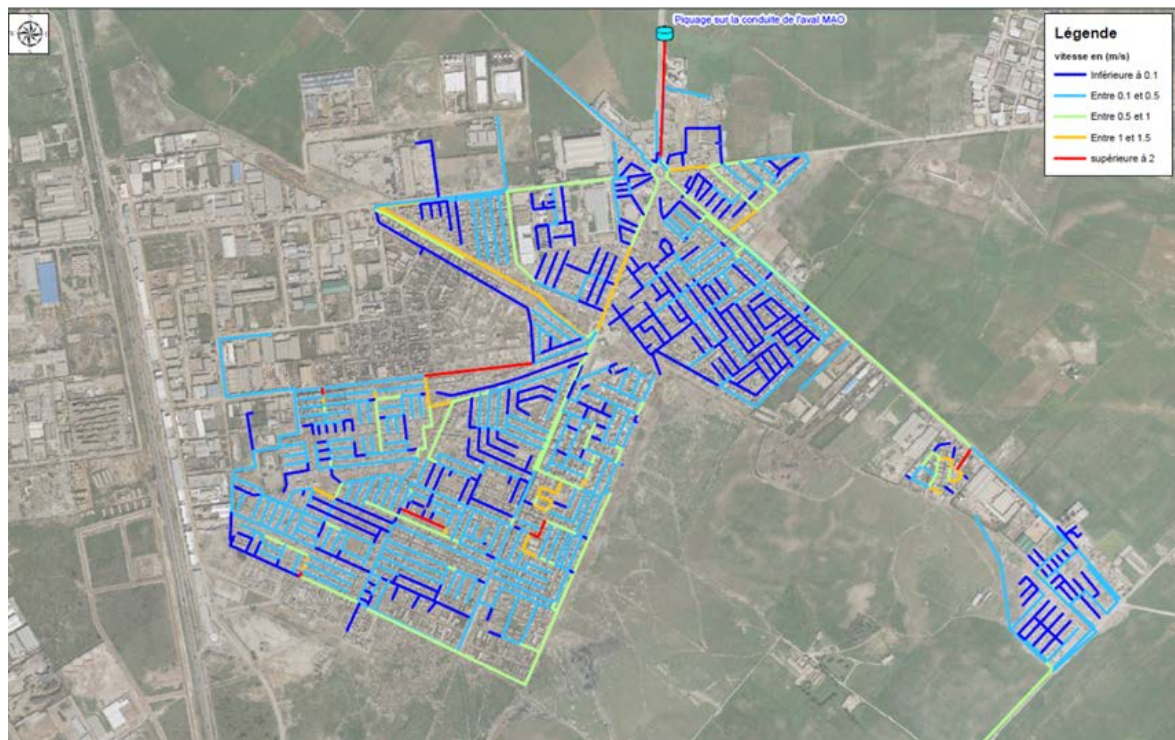 Piquage sur la conduite de l'aval MAO
Légende
vitesse en (m/s)
Inférieure à 0.1
Entre 0.1 et 0.5
Entre 0.5 et 1
Entre 1 et 1.5
supérieure à 2